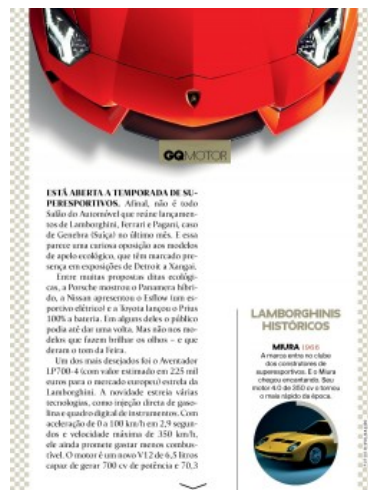 GQMOTOR
ESTÁ ABERTA A TEMPORADA DE SU-
PERESPORTIVOS. Afinal, não é todo
Salão do Automóvel que reúne lançamen-
tos de Lamborghini, Ferrari e Pagani, caso
de Genebra (Suíça) no último mês. E essa
parece uma curiosa oposição aos modelos
de apelo ecológico, que têm marcado pre-
sença em exposições de Detroit a Xangai.
Entre muitas propostas ditas ecológi-
cas, a Porsche mostrou o Panamera híbri-
do, a Nissan apresentou o Esflow (um es-
portivo elétrico) e a Toyota lançou o Prius
100% a bateria. Em alguns deles o público
podia até dar uma volta. Mas não nos mo-
delos que fazem brilhar os olhos – e que
deram o tom da Feira.
Um dos mais desejados foi o Aventador
LP700-4 (com valor estimado em 225 mil
euros para o mercado europeu) estrela da
Lamborghini. A novidade estreia várias
tecnologias, como injeção direta de gaso-
lina e quadro digital de instrumentos. Com
aceleração de 0 a 100 km/h em 2,9 segun-
dos e velocidade máxima de 350 km/h,
ele ainda promete gastar menos combus-
tível. O motor é um novo V12 de 6,5 litros
capaz de gerar 700 cv de potência e 70,3
LAMBORGHINIS
HISTÓRICOS
MIURA 1966
A marca entra no clube
dos construtores de
superesportivos. E o Miura
chegou encantando. Seu
motor 4.0 de 350 cv o tornou
o mais rápido da época.